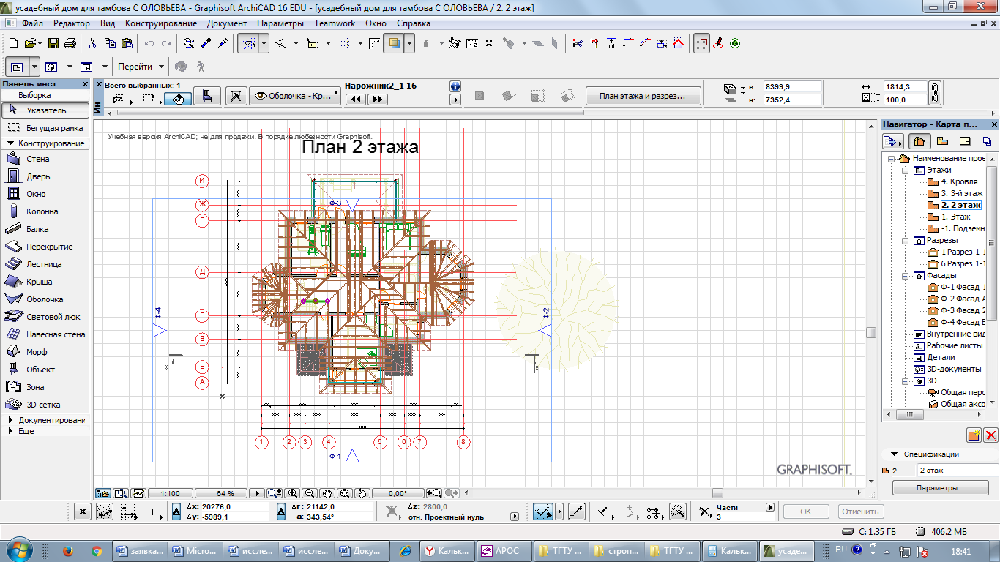 усадебный дом для тамбова С ОЛОВЬЕВА - Graphisoft ArchiCAD 16 EDU - [усадебный дом для тамбова С ОЛОВЬЕВА / 2. 2 этаж]
Файл Редактор Вид Конструирование Документ Параметры Teamwork Окно Справка
Перейти
Панель инст...
Выборка
Указатель
Бегущая рамка
Конструирование
Стена
Дверь
Окно
Колонна
Балка
Перекрытие
Лестница
Крыша
Оболочка
Световой люк
Навесная стена
Морф
Объект
Зона
3D-сетка
Документировани
Еще
Ин
Всего выбранных: 1
Оболочка - Кр...
Нарожник2_1 16
План этажа и разрез...
в: 8399,9
н: 7352,4
1814,3
100,0
Учебная версия ArchiCAD; не для продажи. В порядке любезности Graphisoft.
План 2 этажа
И
Ж
Е
Д
Г
В
Б
А
Ф-3
Ф-4
Ф-2
Ф-1
1 2 3 4 5 6 7 8
GRAPHISOFT.
Навигатор - Карта п...
Наименование прое
Этажи
4. Кровля
3. 3-й этаж
2. 2 этаж
1. Этаж
-1. Подземн
Разрезы
1 Разрез 1-1
6 Разрез 1-1
Фасады
Ф-1 Фасад 1
Ф-2 Фасад А
Ф-3 Фасад 2
Ф-4 Фасад Е
Внутренние вид
Рабочие листы
Детали
3D-документы
3D
Общая перс
Общая аксо
Спецификации
2. 2 этаж
Параметры...
1:100 64 % 0,00°
Δx: 20276,0
Δy: -5989,1
Δr: 21142,0
a: 343,54°
Δz: 2800,0
отн. Проектный нуль
Части
3
OK Отменить
C: 1.35 ГБ 406.2 МБ
заявка... Micro... иссле... иссле... Доку... Кальк... АРОС ТГТУ ... строп... ТГТУ ... Кальк... усаде... RU 18:41